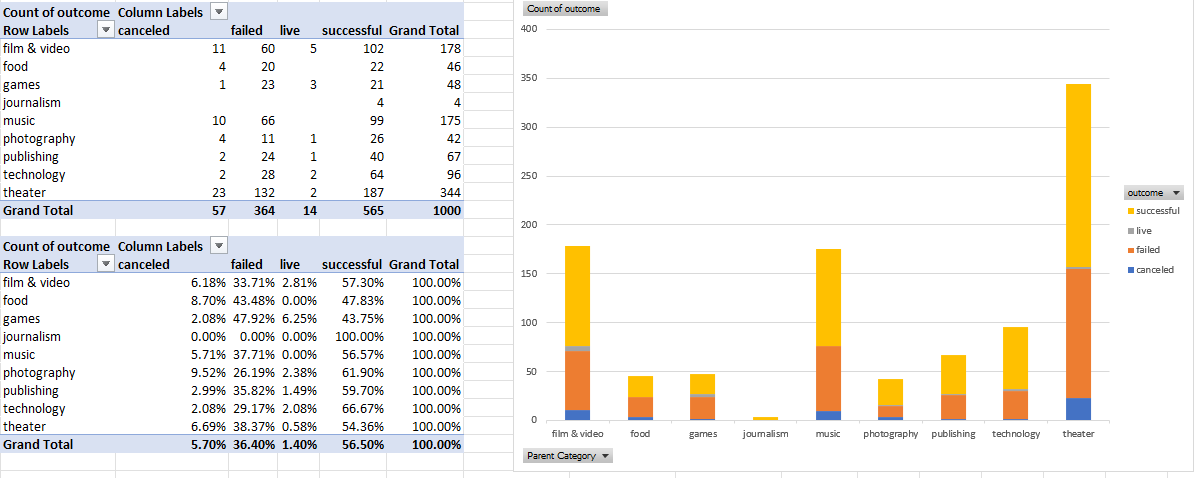 Count of outcome Column Labels
Row Labels canceled failed live successful Grand Total
film & video 11 60 5 102 178
food 4 20 22 46
games 1 23 3 21 48
journalism 4 4
music 10 66 99 175
photography 4 11 1 26 42
publishing 2 24 1 40 67
technology 2 28 2 64 96
theater 23 132 2 187 344
Grand Total 57 364 14 565 1000
Count of outcome Column Labels
Row Labels canceled failed live successful Grand Total
film & video 6.18% 33.71% 2.81% 57.30% 100.00%
food 8.70% 43.48% 0.00% 47.83% 100.00%
games 2.08% 47.92% 6.25% 43.75% 100.00%
journalism 0.00% 0.00% 0.00% 100.00% 100.00%
music 5.71% 37.71% 0.00% 56.57% 100.00%
photography 9.52% 26.19% 2.38% 61.90% 100.00%
publishing 2.99% 35.82% 1.49% 59.70% 100.00%
technology 2.08% 29.17% 2.08% 66.67% 100.00%
theater 6.69% 38.37% 0.58% 54.36% 100.00%
Grand Total 5.70% 36.40% 1.40% 56.50% 100.00%
Count of outcome
400
350
300
250
200
150
100
50
0
film & video food games journalism music photography publishing technology theater
Parent Category
outcome
successful
live
failed
canceled